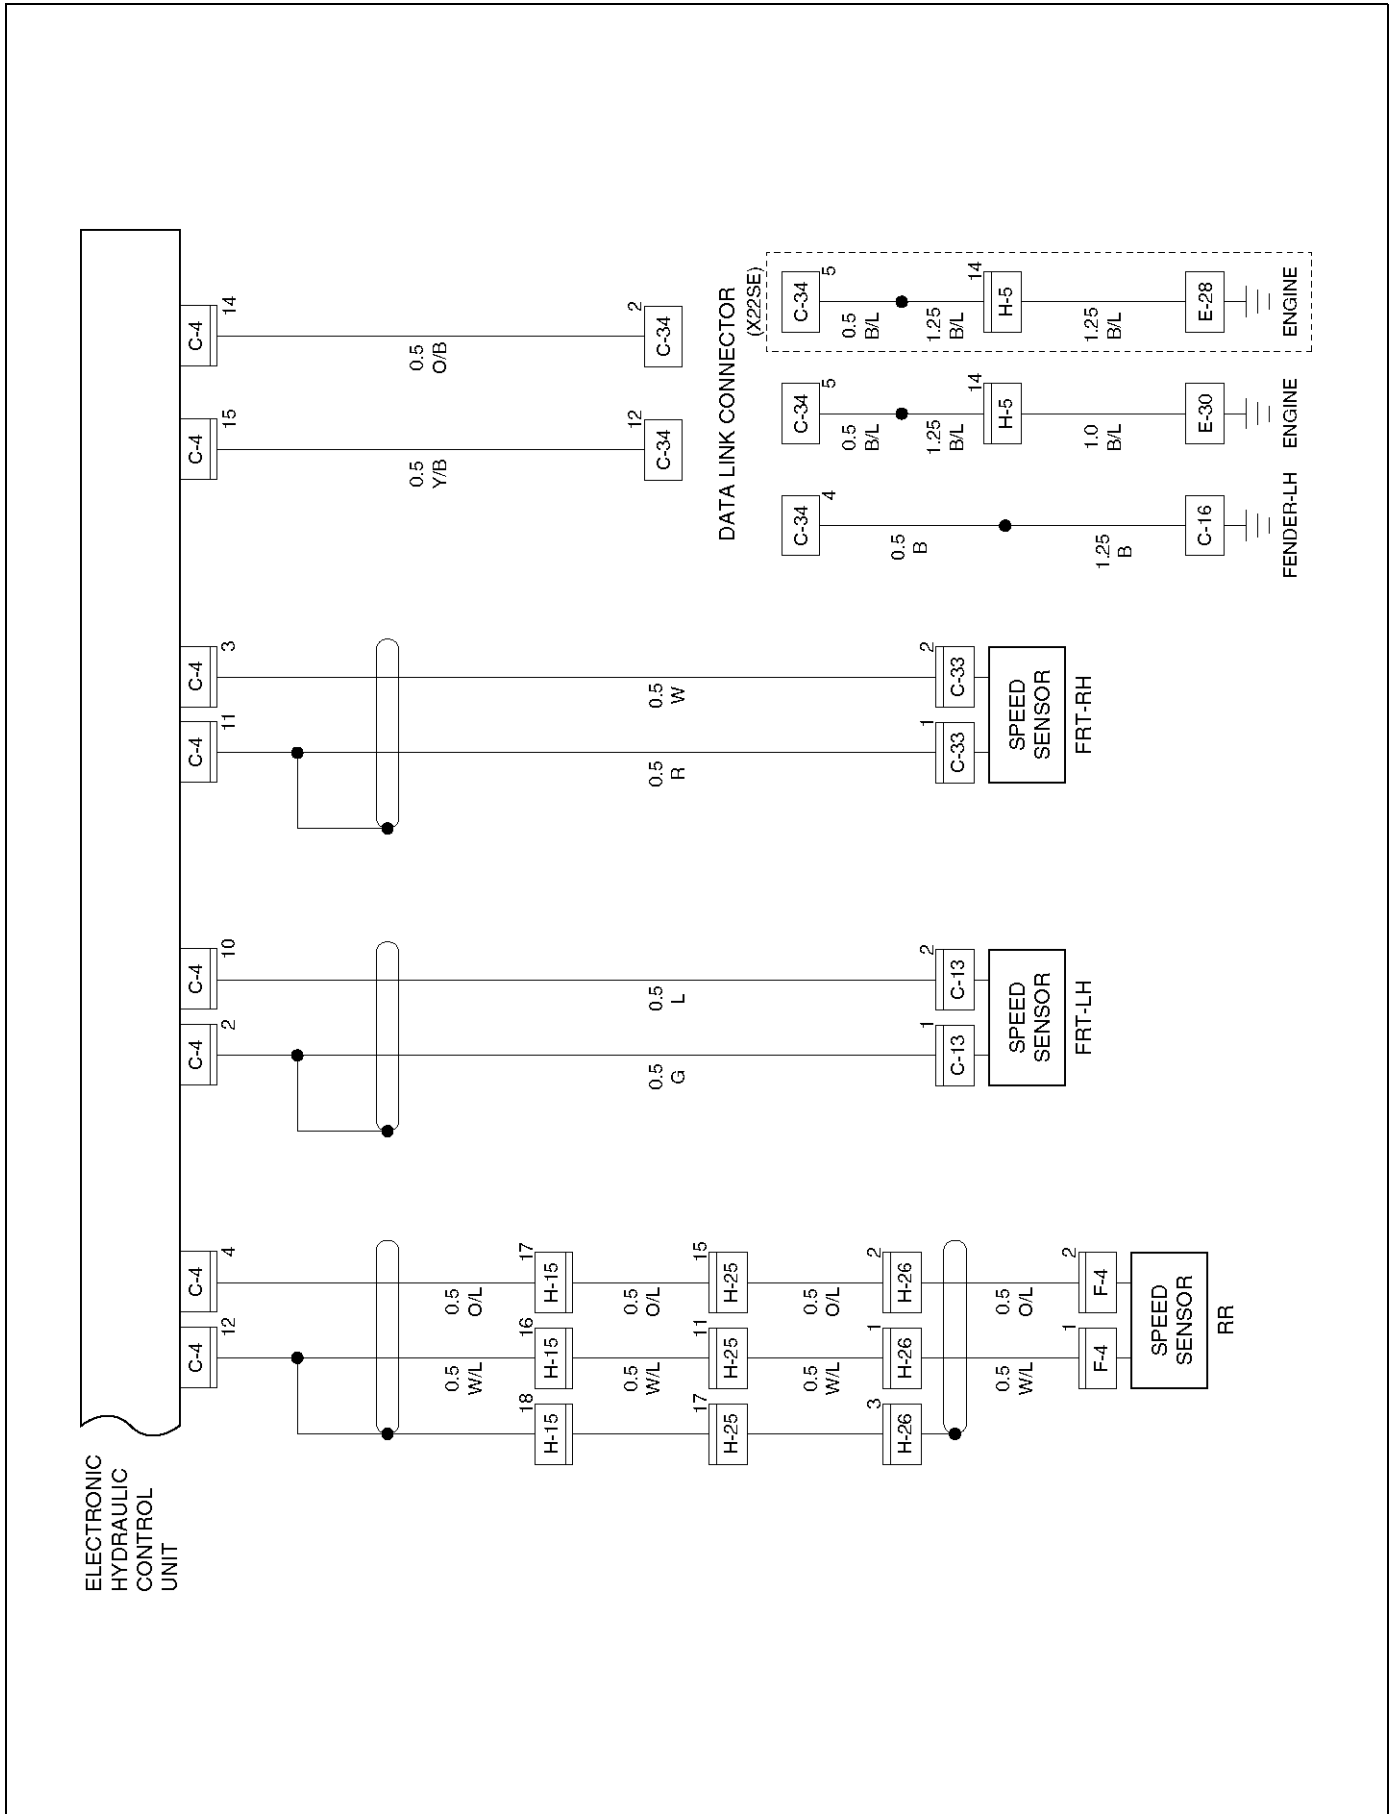 ELECTRONIC
HYDRAULIC
CONTROL
UNIT
C-4
12
C-4
4
C-4
2
C-4
10
C-4
11
C-4
3
C-4
15
C-4
14
0.5
Y/B
0.5
O/B
C-34
12
C-34
2
0.5
W/L
0.5
O/L
H-15
18
H-15
16
H-15
17
0.5
W/L
0.5
O/L
H-25
17
H-25
11
H-25
15
0.5
W/L
0.5
O/L
H-26
3
H-26
1
H-26
2
0.5
W/L
0.5
O/L
F-4
1
F-4
2
SPEED
SENSOR
RR
0.5
G
0.5
L
C-13
1
C-13
2
SPEED
SENSOR
FRT-LH
0.5
R
0.5
W
C-33
1
C-33
2
SPEED
SENSOR
FRT-RH
DATA LINK CONNECTOR
(X22SE)
C-34
4
0.5
B
1.25
B
C-16
FENDER-LH
C-34
5
0.5
B/L
1.25
B/L
H-5
14
1.0
B/L
E-30
ENGINE
C-34
5
0.5
B/L
1.25
B/L
H-5
14
1.25
B/L
E-28
ENGINE